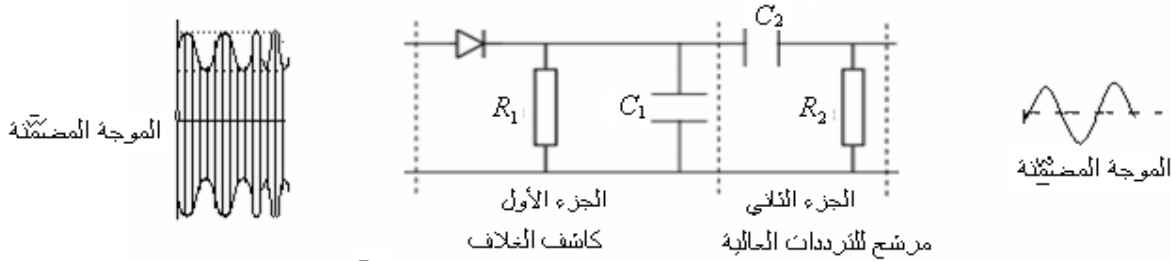 C₂
R₁
C₁
R₂
الموجة المضمَّنة
الموجة المضمِّنة
الجزء الأول
الجزء الثاني
كاشف الغلاف
مرشح للترددات العالية